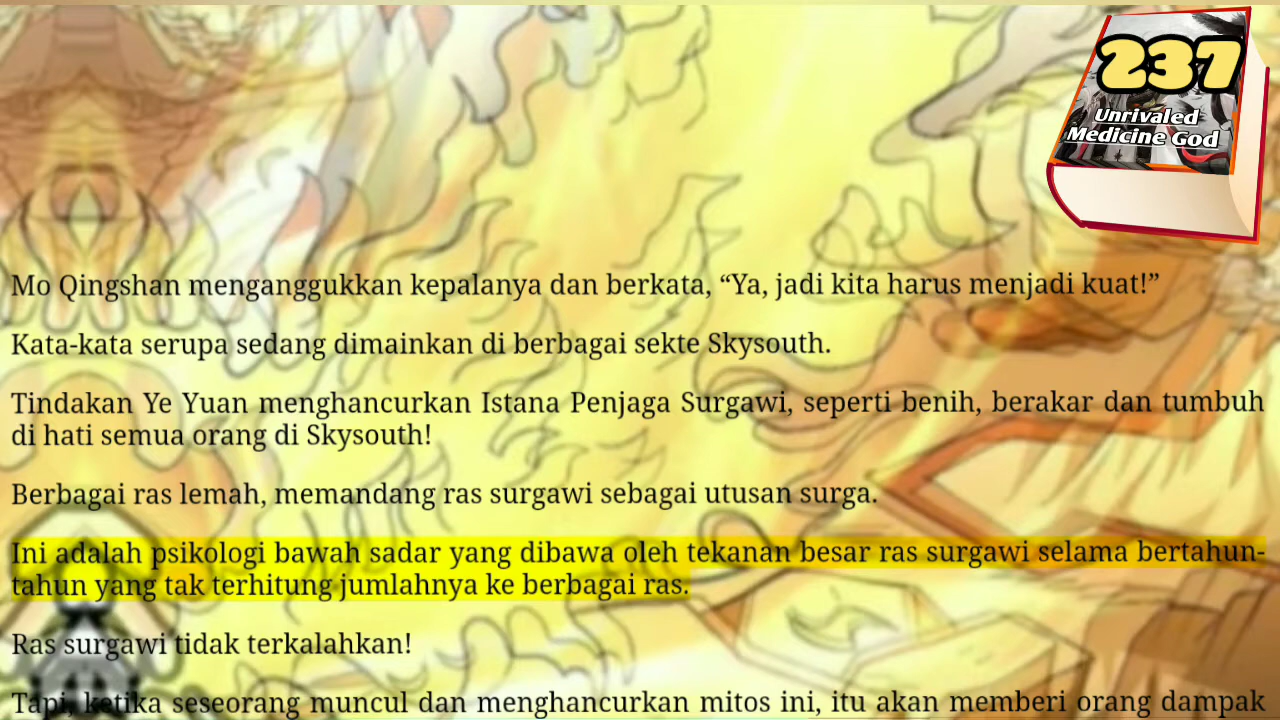 237
Unrivaled
Medicine God
Mo Qingshan menganggukkan kepalanya dan berkata, “Ya, jadi kita harus menjadi kuat!”
Kata-kata serupa sedang dimainkan di berbagai sekte Skysouth.
Tindakan Ye Yuan menghancurkan Istana Penjaga Surgawi, seperti benih, berakar dan tumbuh
di hati semua orang di Skysouth!
Berbagai ras lemah, memandang ras surgawi sebagai utusan surga.
Ini adalah psikologi bawah sadar yang dibawa oleh tekanan besar ras surgawi selama bertahun-
tahun yang tak terhitung jumlahnya ke berbagai ras.
Ras surgawi tidak terkalahkan!
Tapi, ketika seseorang muncul dan menghancurkan mitos ini, itu akan memberi orang dampak